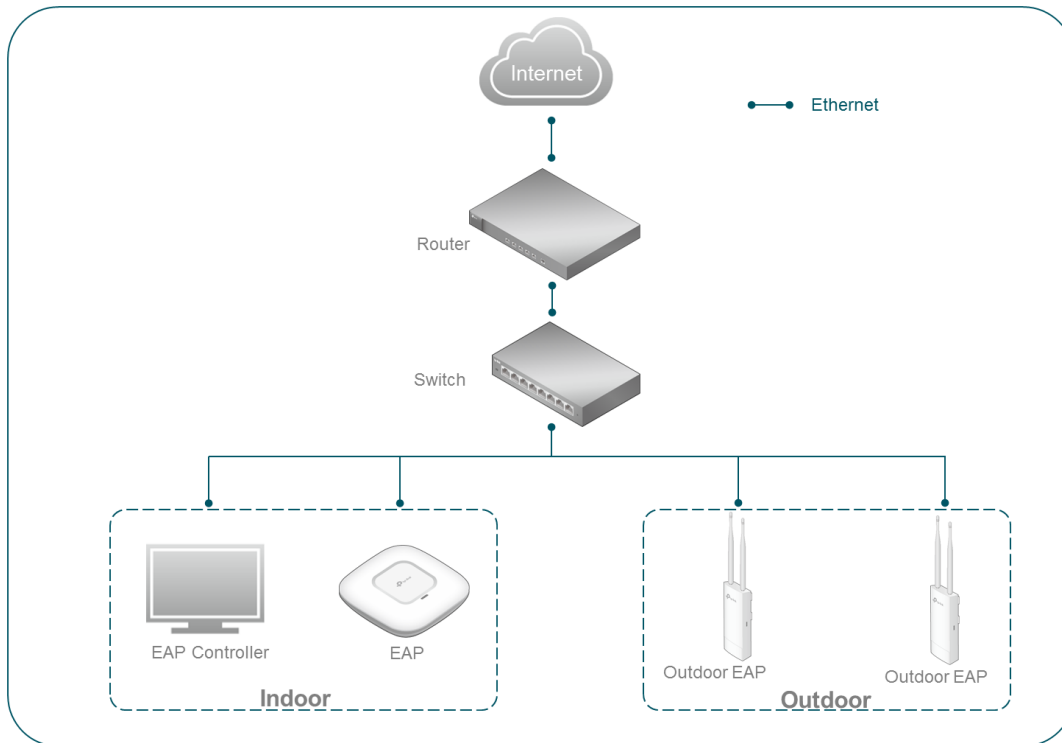 Internet
Ethernet
Router
Switch
EAP Controller
EAP
Outdoor EAP
Outdoor EAP
Indoor
Outdoor